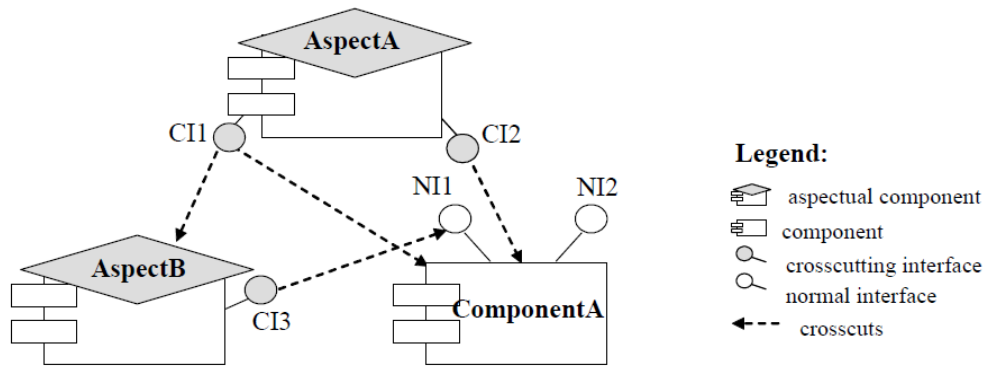 AspectA
CI1
CI2
NI1
NI2
AspectB
CI3
ComponentA
Legend:
aspectual component
component
crosscutting interface
normal interface
crosscuts